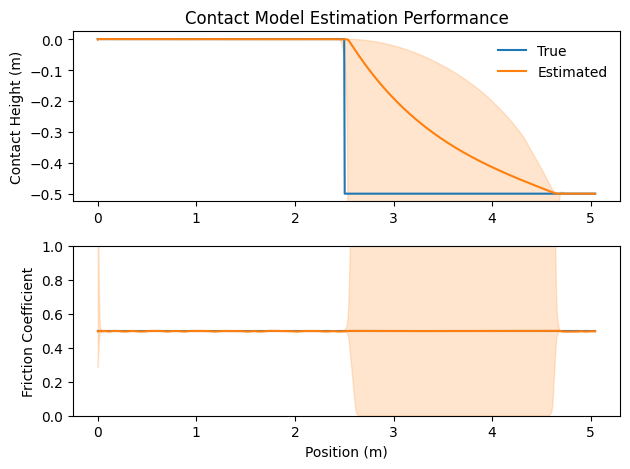 Contact Model Estimation Performance
Contact Height (m)
0.0
−0.1
−0.2
−0.3
−0.4
−0.5
True
Estimated
0 1 2 3 4 5
Friction Coefficient
1.0
0.8
0.6
0.4
0.2
0.0
0 1 2 3 4 5
Position (m)